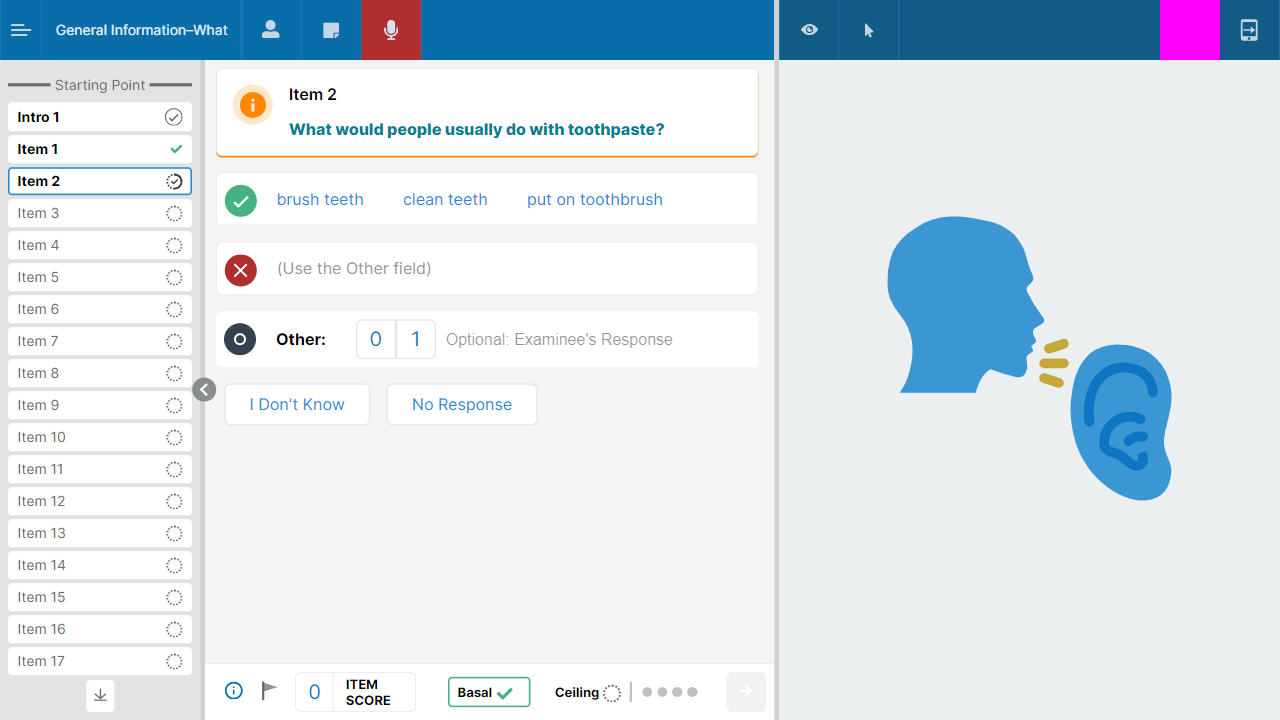 General Information–What
Starting Point
Intro 1
Item 1
Item 2
Item 3
Item 4
Item 5
Item 6
Item 7
Item 8
Item 9
Item 10
Item 11
Item 12
Item 13
Item 14
Item 15
Item 16
Item 17
Item 2
What would people usually do with toothpaste?
brush teeth clean teeth put on toothbrush
(Use the Other field)
Other: 0 1 Optional: Examinee's Response
I Don’t Know No Response
0 ITEM SCORE Basal Ceiling